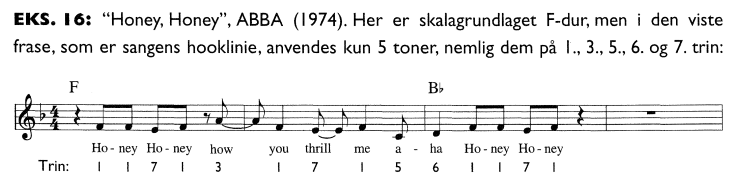 EKS. 16: “Honey, Honey”, ABBA (1974). Her er skalagrundlaget F-dur, men i den viste
frase, som er sangens hooklinie, anvendes kun 5 toner, nemlig dem på 1., 3., 5., 6. og 7. trin:
F B♭
4
4
Ho - ney Ho - ney how you thrill me a - ha Ho - ney Ho - ney
Trin: 1 1 7 1 3 1 7 1 5 6 1 1 7 1